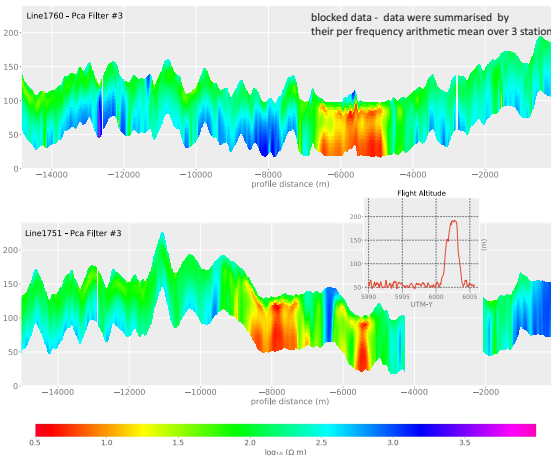 Line1760 – Pca Filter #3
blocked data - data were summarised by
their per frequency arithmetic mean over 3 station
200
150
100
50
0
−14000 −12000 −10000 −8000 −6000 −4000 −2000
profile distance (m)
Flight Altitude
200
150
100
50
(m)
5990 5995 6000 6005
UTM-Y
Line1751 – Pca Filter #3
200
150
100
50
0
−14000 −12000 −10000 −8000 −6000 −4000 −2000
profile distance (m)
0.5 1.0 1.5 2.0 2.5 3.0 3.5
log₁₀ (Ω m)